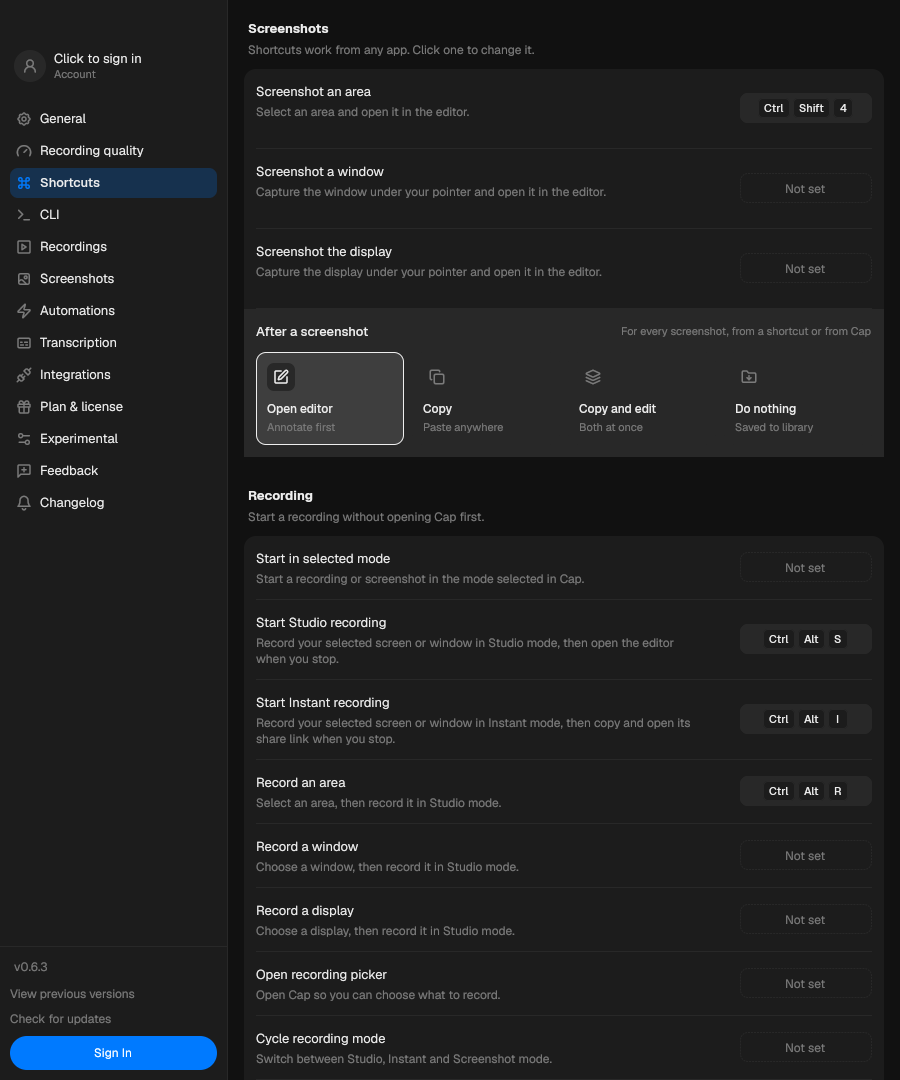 Click to sign in
Account
General
Recording quality
Shortcuts
CLI
Recordings
Screenshots
Automations
Transcription
Integrations
Plan & license
Experimental
Feedback
Changelog
v0.6.3
View previous versions
Check for updates
Sign In
Screenshots
Shortcuts work from any app. Click one to change it.
Screenshot an area
Select an area and open it in the editor.
Ctrl Shift 4
Screenshot a window
Capture the window under your pointer and open it in the editor.
Not set
Screenshot the display
Capture the display under your pointer and open it in the editor.
Not set
After a screenshot
For every screenshot, from a shortcut or from Cap
Open editor
Annotate first
Copy
Paste anywhere
Copy and edit
Both at once
Do nothing
Saved to library
Recording
Start a recording without opening Cap first.
Start in selected mode
Start a recording or screenshot in the mode selected in Cap.
Not set
Start Studio recording
Record your selected screen or window in Studio mode, then open the editor
when you stop.
Ctrl Alt S
Start Instant recording
Record your selected screen or window in Instant mode, then copy and open its
share link when you stop.
Ctrl Alt I
Record an area
Select an area, then record it in Studio mode.
Ctrl Alt R
Record a window
Choose a window, then record it in Studio mode.
Not set
Record a display
Choose a display, then record it in Studio mode.
Not set
Open recording picker
Open Cap so you can choose what to record.
Not set
Cycle recording mode
Switch between Studio, Instant and Screenshot mode.
Not set